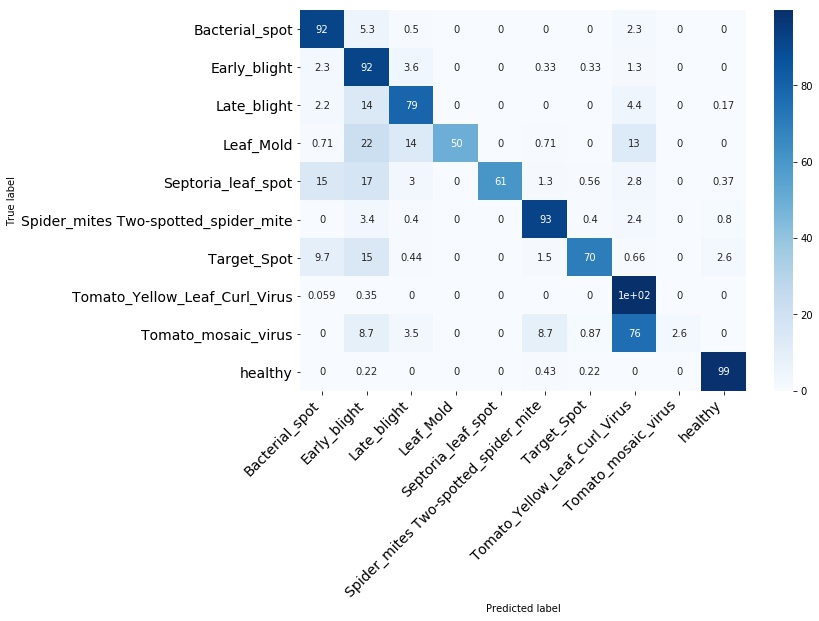 Bacterial_spot 92 5.3 0.5 0 0 0 0 2.3 0 0
Early_blight 2.3 92 3.6 0 0 0.33 0.33 1.3 0 0
Late_blight 2.2 14 79 0 0 0 0 4.4 0 0.17
Leaf_Mold 0.71 22 14 50 0 0.71 0 13 0 0
Septoria_leaf_spot 15 17 3 0 61 1.3 0.56 2.8 0 0.37
Spider_mites Two-spotted_spider_mite 0 3.4 0.4 0 0 93 0.4 2.4 0 0.8
Target_Spot 9.7 15 0.44 0 0 1.5 70 0.66 0 2.6
Tomato_Yellow_Leaf_Curl_Virus 0.059 0.35 0 0 0 0 0 1e+02 0 0
Tomato_mosaic_virus 0 8.7 3.5 0 0 8.7 0.87 76 2.6 0
healthy 0 0.22 0 0 0 0.43 0.22 0 0 99
True label
Bacterial_spot
Early_blight
Late_blight
Leaf_Mold
Septoria_leaf_spot
Spider_mites Two-spotted_spider_mite
Target_Spot
Tomato_Yellow_Leaf_Curl_Virus
Tomato_mosaic_virus
healthy
Predicted label
80
60
40
20
0